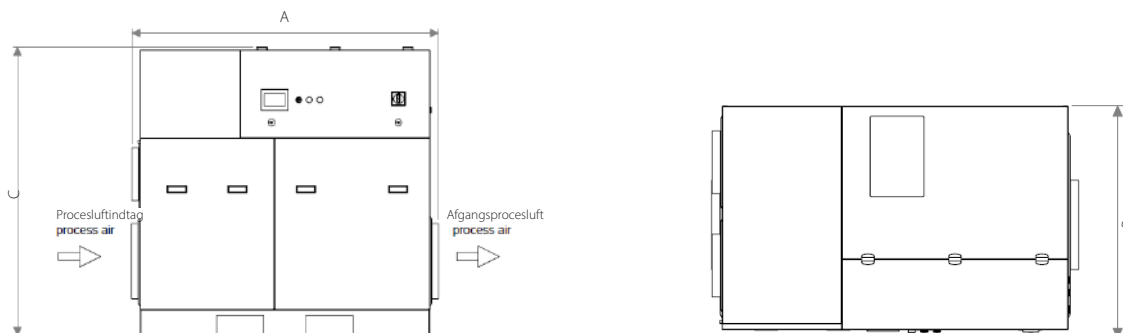 A
C
Procesluftindtag
process air
Afgangsprocesluft
process air